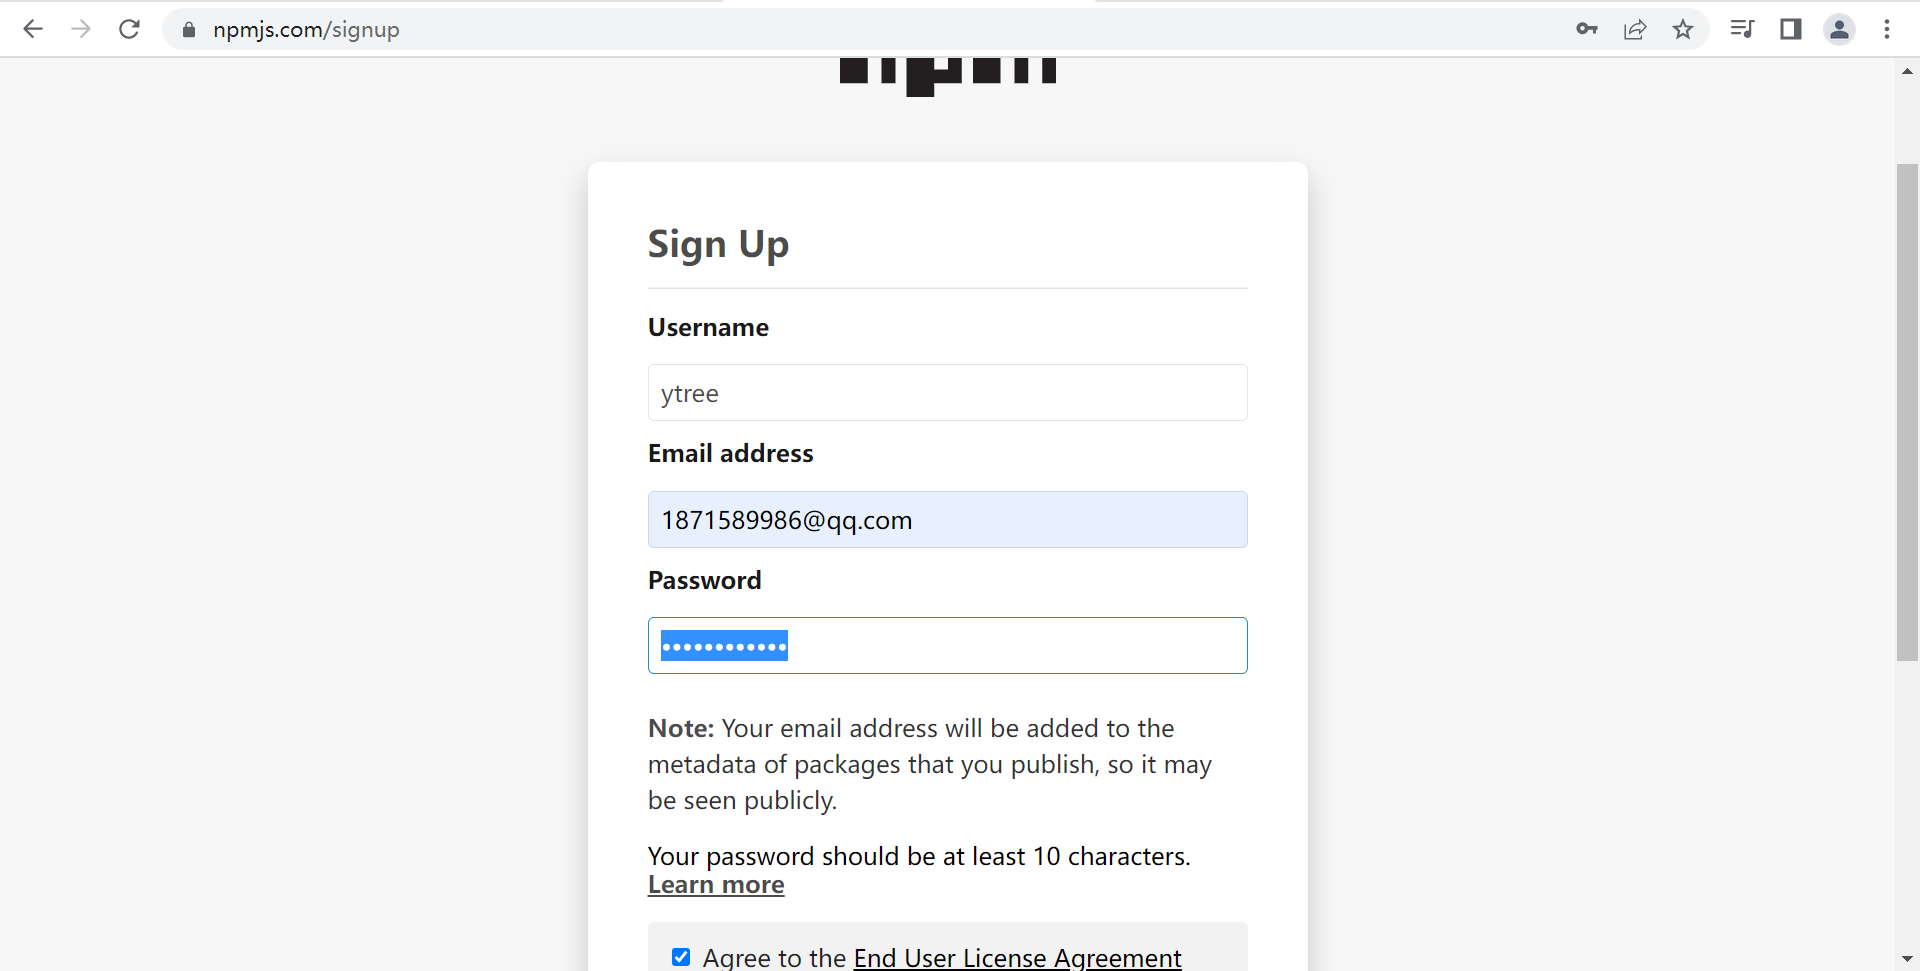 npmjs.com/signup
Sign Up
Username
ytree
Email address
1871589986@qq.com
Password
••••••••••••
Note: Your email address will be added to the
metadata of packages that you publish, so it may
be seen publicly.
Your password should be at least 10 characters.
Learn more
Agree to the End User License Agreement